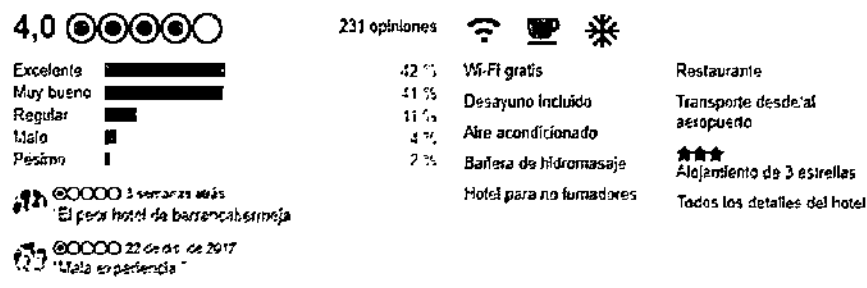 4,0
231 opiniones
Excelente 42 %
Muy bueno 41 %
Regular 11 %
Malo 4 %
Pésimo 2 %
3 semanas atrás
"El peor hotel de barrancabermeja
22 de dic. de 2017
"Mala experiencia"
Wi-Fi gratis
Desayuno incluido
Aire acondicionado
Bañera de hidromasaje
Hotel para no fumadores
Restaurante
Transporte desde/al
aeropuerto
Alojamiento de 3 estrellas
Todos los detalles del hotel